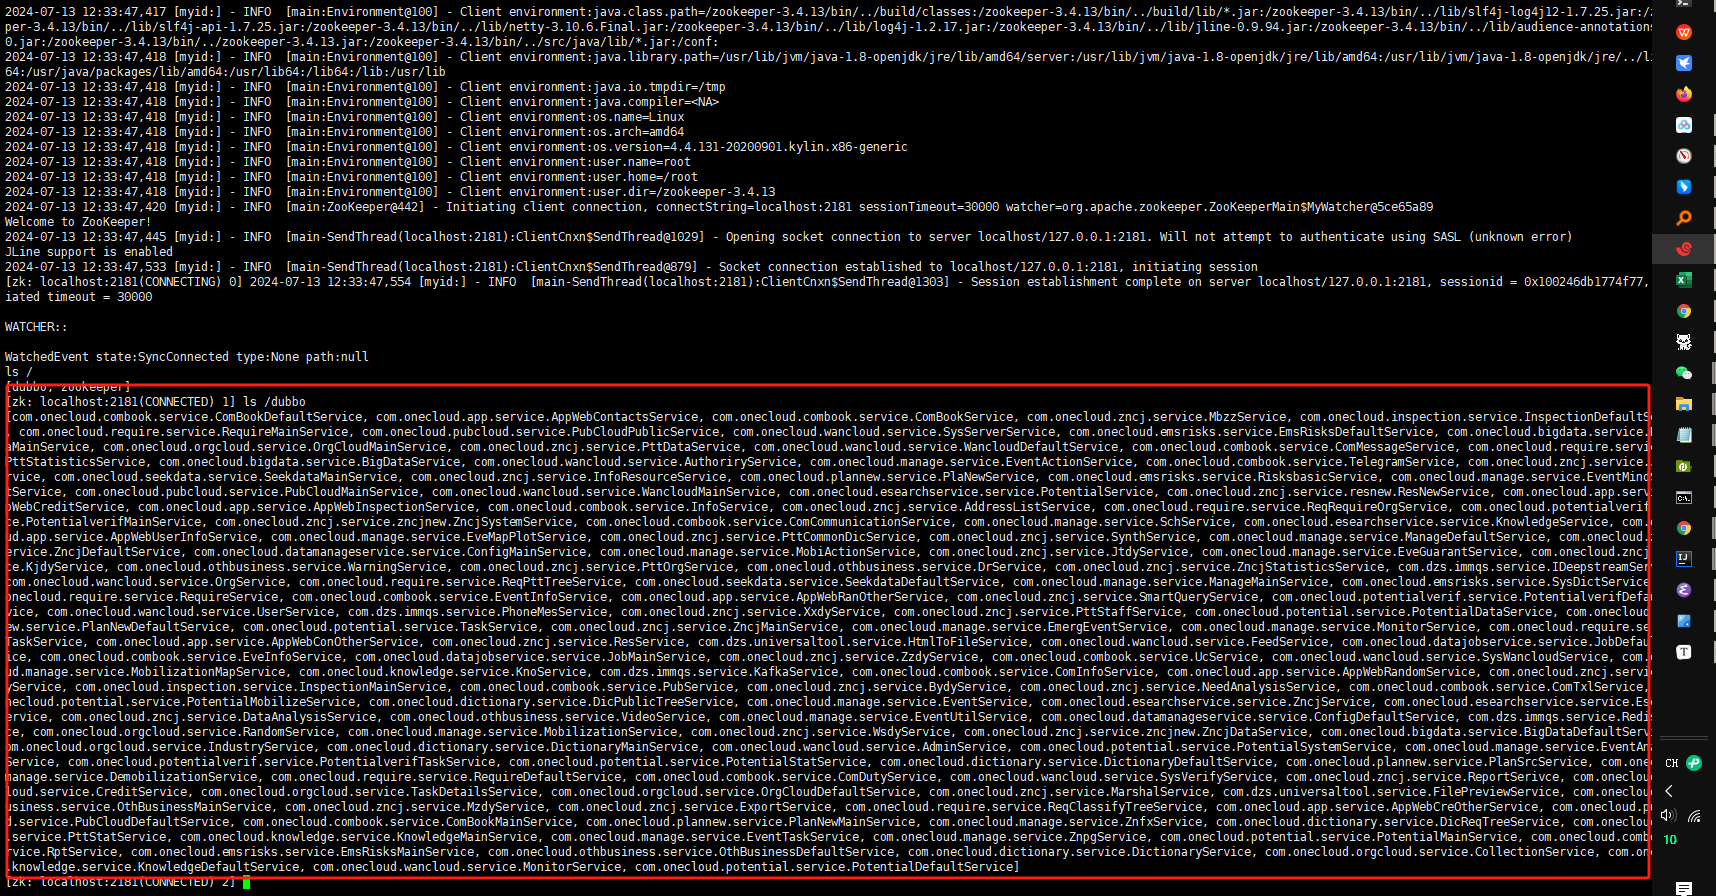 2024-07-13 12:33:47,417 [myid:] - INFO  [main:Environment@100] - Client environment:java.class.path=/zookeeper-3.4.13/bin/../build/classes:/zookeeper-3.4.13/bin/../build/lib/*.jar:/zookeeper-3.4.13/bin/../lib/slf4j-log4j12-1.7.25.jar:/
per-3.4.13/bin/../lib/slf4j-api-1.7.25.jar:/zookeeper-3.4.13/bin/../lib/netty-3.10.6.Final.jar:/zookeeper-3.4.13/bin/../lib/log4j-1.2.17.jar:/zookeeper-3.4.13/bin/../lib/jline-0.9.94.jar:/zookeeper-3.4.13/bin/../lib/audience-annotations
0.jar:/zookeeper-3.4.13/bin/../zookeeper-3.4.13.jar:/zookeeper-3.4.13/bin/../src/java/lib/*.jar:/conf:
2024-07-13 12:33:47,418 [myid:] - INFO  [main:Environment@100] - Client environment:java.library.path=/usr/lib/jvm/java-1.8-openjdk/jre/lib/amd64/server:/usr/lib/jvm/java-1.8-openjdk/jre/lib/amd64:/usr/lib/jvm/java-1.8-openjdk/jre/../li
64:/usr/java/packages/lib/amd64:/usr/lib64:/lib64:/lib:/usr/lib
2024-07-13 12:33:47,418 [myid:] - INFO  [main:Environment@100] - Client environment:java.io.tmpdir=/tmp
2024-07-13 12:33:47,418 [myid:] - INFO  [main:Environment@100] - Client environment:java.compiler=<NA>
2024-07-13 12:33:47,418 [myid:] - INFO  [main:Environment@100] - Client environment:os.name=Linux
2024-07-13 12:33:47,418 [myid:] - INFO  [main:Environment@100] - Client environment:os.arch=amd64
2024-07-13 12:33:47,418 [myid:] - INFO  [main:Environment@100] - Client environment:os.version=4.4.131-20200901.kylin.x86-generic
2024-07-13 12:33:47,418 [myid:] - INFO  [main:Environment@100] - Client environment:user.name=root
2024-07-13 12:33:47,418 [myid:] - INFO  [main:Environment@100] - Client environment:user.home=/root
2024-07-13 12:33:47,418 [myid:] - INFO  [main:Environment@100] - Client environment:user.dir=/zookeeper-3.4.13
2024-07-13 12:33:47,420 [myid:] - INFO  [main:ZooKeeper@442] - Initiating client connection, connectString=localhost:2181 sessionTimeout=30000 watcher=org.apache.zookeeper.ZooKeeperMain$MyWatcher@5ce65a89
Welcome to ZooKeeper!
2024-07-13 12:33:47,445 [myid:] - INFO  [main-SendThread(localhost:2181):ClientCnxn$SendThread@1029] - Opening socket connection to server localhost/127.0.0.1:2181. Will not attempt to authenticate using SASL (unknown error)
JLine support is enabled
2024-07-13 12:33:47,533 [myid:] - INFO  [main-SendThread(localhost:2181):ClientCnxn$SendThread@879] - Socket connection established to localhost/127.0.0.1:2181, initiating session
[zk: localhost:2181(CONNECTING) 0] 2024-07-13 12:33:47,554 [myid:] - INFO  [main-SendThread(localhost:2181):ClientCnxn$SendThread@1303] - Session establishment complete on server localhost/127.0.0.1:2181, sessionid = 0x100246db1774f77,
iated timeout = 30000
WATCHER::
WatchedEvent state:SyncConnected type:None path:null
ls /
[dubbo, zookeeper]
[zk: localhost:2181(CONNECTED) 1] ls /dubbo
[com.onecloud.combook.service.ComBookDefaultService, com.onecloud.app.service.AppWebContactsService, com.onecloud.combook.service.ComBookService, com.onecloud.zncj.service.MbzzService, com.onecloud.inspection.service.InspectionDefaultS
, com.onecloud.require.service.RequireMainService, com.onecloud.pubcloud.service.PubCloudPublicService, com.onecloud.wancloud.service.SysServerService, com.onecloud.emsrisks.service.EmsRisksDefaultService, com.onecloud.bigdata.service.
aMainService, com.onecloud.orgcloud.service.OrgCloudMainService, com.onecloud.zncj.service.PttDataService, com.onecloud.wancloud.service.WancloudDefaultService, com.onecloud.combook.service.ComMessageService, com.onecloud.require.servi
PttStatisticsService, com.onecloud.bigdata.service.BigDataService, com.onecloud.wancloud.service.AuthoriryService, com.onecloud.manage.service.EventActionService, com.onecloud.combook.service.TelegramService, com.onecloud.zncj.service.
rvice, com.onecloud.seekdata.service.SeekdataMainService, com.onecloud.zncj.service.InfoResourceService, com.onecloud.plannew.service.PlaNewService, com.onecloud.emsrisks.service.RisksbasicService, com.onecloud.manage.service.EventMind
tService, com.onecloud.pubcloud.service.PubCloudMainService, com.onecloud.wancloud.service.WancloudMainService, com.onecloud.esearchservice.service.PotentialService, com.onecloud.zncj.service.resnew.ResNewService, com.onecloud.app.serv
pWebCreditService, com.onecloud.app.service.AppWebInspectionService, com.onecloud.combook.service.InfoService, com.onecloud.zncj.service.AddressListService, com.onecloud.require.service.ReqRequireOrgService, com.onecloud.potentialverif
ce.PotentialverifMainService, com.onecloud.zncj.service.zncjnew.ZncjSystemService, com.onecloud.combook.service.ComCommunicationService, com.onecloud.manage.service.SchService, com.onecloud.esearchservice.service.KnowledgeService, com.
ud.app.service.AppWebUserInfoService, com.onecloud.manage.service.EveMapPlotService, com.onecloud.zncj.service.PttCommonDicService, com.onecloud.zncj.service.SynthService, com.onecloud.manage.service.ManageDefaultService, com.onecloud.
ervice.ZncjDefaultService, com.onecloud.datamanageservice.service.ConfigMainService, com.onecloud.manage.service.MobiActionService, com.onecloud.zncj.service.JtdyService, com.onecloud.manage.service.EveGuarantService, com.onecloud.zncj
ce.KjdyService, com.onecloud.othbusiness.service.WarningService, com.onecloud.zncj.service.PttOrgService, com.onecloud.othbusiness.service.DrService, com.onecloud.zncj.service.ZncjStatisticsService, com.dzs.immqs.service.IDeepstreamSer
com.onecloud.wancloud.service.OrgService, com.onecloud.require.service.ReqPttTreeService, com.onecloud.seekdata.service.SeekdataDefaultService, com.onecloud.manage.service.ManageMainService, com.onecloud.emsrisks.service.SysDictService
onecloud.require.service.RequireService, com.onecloud.combook.service.EventInfoService, com.onecloud.app.service.AppWebRanOtherService, com.onecloud.zncj.service.SmartQueryService, com.onecloud.potentialverif.service.PotentialverifDefa
vice, com.onecloud.wancloud.service.UserService, com.dzs.immqs.service.PhoneMesService, com.onecloud.zncj.service.XxdyService, com.onecloud.zncj.service.PttStaffService, com.onecloud.potential.service.PotentialDataService, com.onecloud
ew.service.PlanNewDefaultService, com.onecloud.potential.service.TaskService, com.onecloud.zncj.service.ZncjMainService, com.onecloud.manage.service.EmergEventService, com.onecloud.manage.service.MonitorService, com.onecloud.require.se
TaskService, com.onecloud.app.service.AppWebConOtherService, com.onecloud.zncj.service.ResService, com.dzs.universaltool.service.HtmlToFileService, com.onecloud.wancloud.service.FeedService, com.onecloud.datajobservice.service.JobDefau
ice, com.onecloud.combook.service.EveInfoService, com.onecloud.datajobservice.service.JobMainService, com.onecloud.zncj.service.ZzdyService, com.onecloud.combook.service.UcService, com.onecloud.wancloud.service.SysWancloudService, com.
ud.manage.service.MobilizationMapService, com.onecloud.knowledge.service.KnoService, com.dzs.immqs.service.KafkaService, com.onecloud.combook.service.ComInfoService, com.onecloud.app.service.AppWebRandomService, com.onecloud.zncj.servi
yService, com.onecloud.inspection.service.InspectionMainService, com.onecloud.combook.service.PubService, com.onecloud.zncj.service.BydyService, com.onecloud.zncj.service.NeedAnalysisService, com.onecloud.combook.service.ComTxlService,
necloud.potential.service.PotentialMobilizeService, com.onecloud.dictionary.service.DicPublicTreeService, com.onecloud.manage.service.EventService, com.onecloud.esearchservice.service.ZncjService, com.onecloud.esearchservice.service.Es
ervice, com.onecloud.zncj.service.DataAnalysisService, com.onecloud.othbusiness.service.VideoService, com.onecloud.manage.service.EventUtilService, com.onecloud.datamanageservice.service.ConfigDefaultService, com.dzs.immqs.service.Redi
ce, com.onecloud.orgcloud.service.RandomService, com.onecloud.manage.service.MobilizationService, com.onecloud.zncj.service.WsdyService, com.onecloud.zncj.service.zncjnew.ZncjDataService, com.onecloud.bigdata.service.BigDataDefaultServ
om.onecloud.orgcloud.service.IndustryService, com.onecloud.dictionary.service.DictionaryMainService, com.onecloud.wancloud.service.AdminService, com.onecloud.potential.service.PotentialSystemService, com.onecloud.manage.service.EventAn
Service, com.onecloud.potentialverif.service.PotentialverifTaskService, com.onecloud.potential.service.PotentialStatService, com.onecloud.dictionary.service.DictionaryDefaultService, com.onecloud.plannew.service.PlanSrcService, com.one
manage.service.DemobilizationService, com.onecloud.require.service.RequireDefaultService, com.onecloud.combook.service.ComDutyService, com.onecloud.wancloud.service.SysVerifyService, com.onecloud.zncj.service.ReportSerivce, com.oneclou
ud.service.CreditService, com.onecloud.orgcloud.service.TaskDetailsService, com.onecloud.orgcloud.service.OrgCloudDefaultService, com.onecloud.zncj.service.MarshalService, com.dzs.universaltool.service.FilePreviewService, com.onecloud.
usiness.service.OthBusinessMainService, com.onecloud.zncj.service.MzdyService, com.onecloud.zncj.service.ExportService, com.onecloud.require.service.ReqClassifyTreeService, com.onecloud.app.service.AppWebCreOtherService, com.onecloud.p
d.service.PubCloudDefaultService, com.onecloud.combook.service.ComBookMainService, com.onecloud.plannew.service.PlanNewMainService, com.onecloud.manage.service.ZnfxService, com.onecloud.dictionary.service.DicReqTreeService, com.oneclou
.service.PttStatService, com.onecloud.knowledge.service.KnowledgeMainService, com.onecloud.manage.service.EventTaskService, com.onecloud.manage.service.ZnpgService, com.onecloud.potential.service.PotentialMainService, com.onecloud.comb
rvice.RptService, com.onecloud.emsrisks.service.EmsRisksMainService, com.onecloud.othbusiness.service.OthBusinessDefaultService, com.onecloud.dictionary.service.DictionaryService, com.onecloud.orgcloud.service.CollectionService, com.on
.knowledge.service.KnowledgeDefaultService, com.onecloud.wancloud.service.MonitorService, com.onecloud.potential.service.PotentialDefaultService]
[zk: localhost:2181(CONNECTED) 2]
CH
10